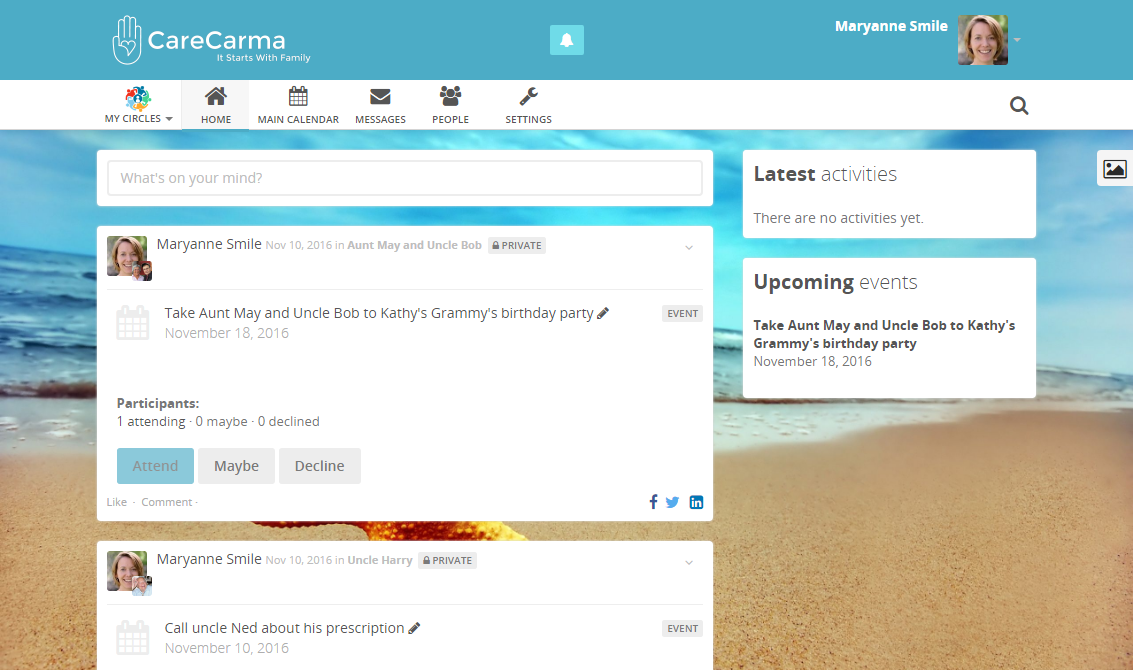 CareCarma
It Starts With Family
Maryanne Smile
MY CIRCLES
HOME
MAIN CALENDAR
MESSAGES
PEOPLE
SETTINGS
What's on your mind?
Maryanne Smile Nov 10, 2016 in Aunt May and Uncle Bob PRIVATE
Take Aunt May and Uncle Bob to Kathy's Grammy's birthday party EVENT
November 18, 2016
Participants:
1 attending · 0 maybe · 0 declined
Attend Maybe Decline
Like · Comment ·
Maryanne Smile Nov 10, 2016 in Uncle Harry PRIVATE
Call uncle Ned about his prescription EVENT
November 10, 2016
Latest activities
There are no activities yet.
Upcoming events
Take Aunt May and Uncle Bob to Kathy's
Grammy's birthday party
November 18, 2016